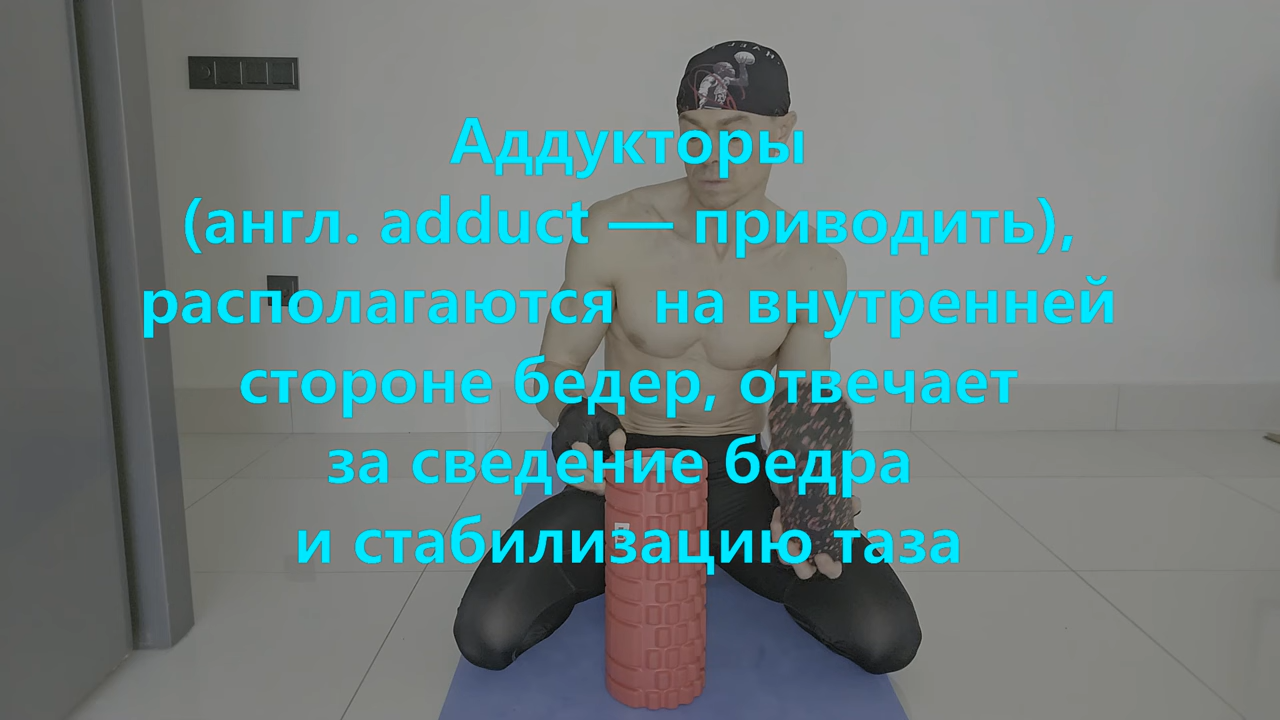 Аддукторы
(англ. adduct — приводить),
располагаются на внутренней
стороне бедер, отвечает
за сведение бедра
и стабилизацию таза